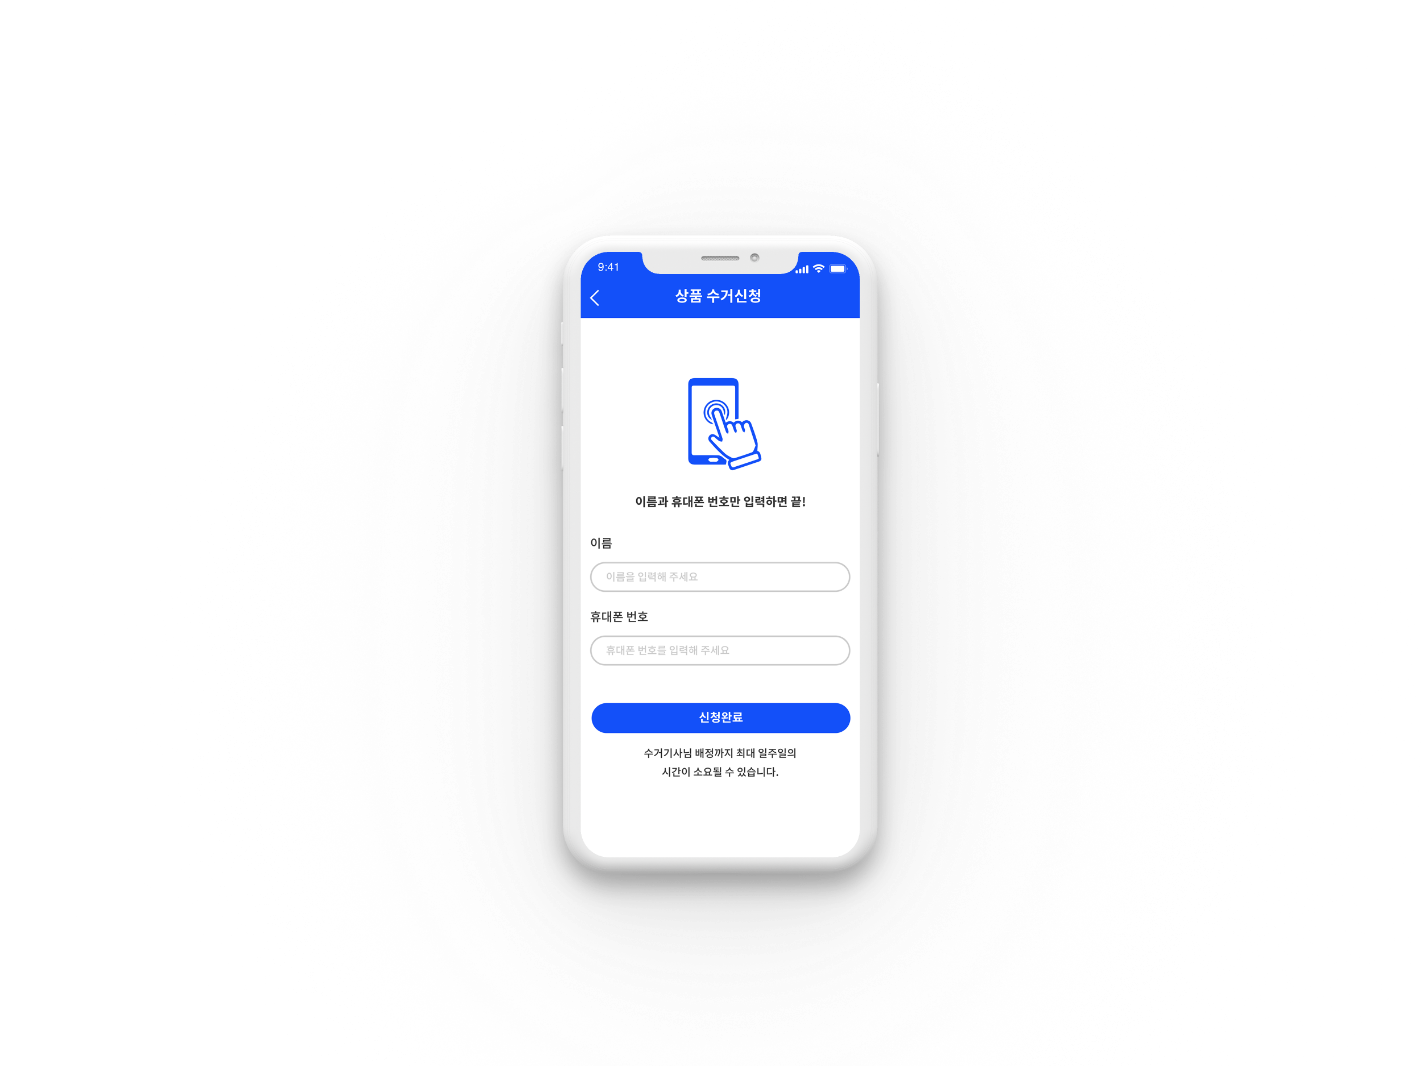 9:41
상품 수거신청
이름과 휴대폰 번호만 입력하면 끝!
이름
이름을 입력해 주세요
휴대폰 번호
휴대폰 번호를 입력해 주세요
신청완료
수거기사님 배정까지 최대 일주일의
시간이 소요될 수 있습니다.